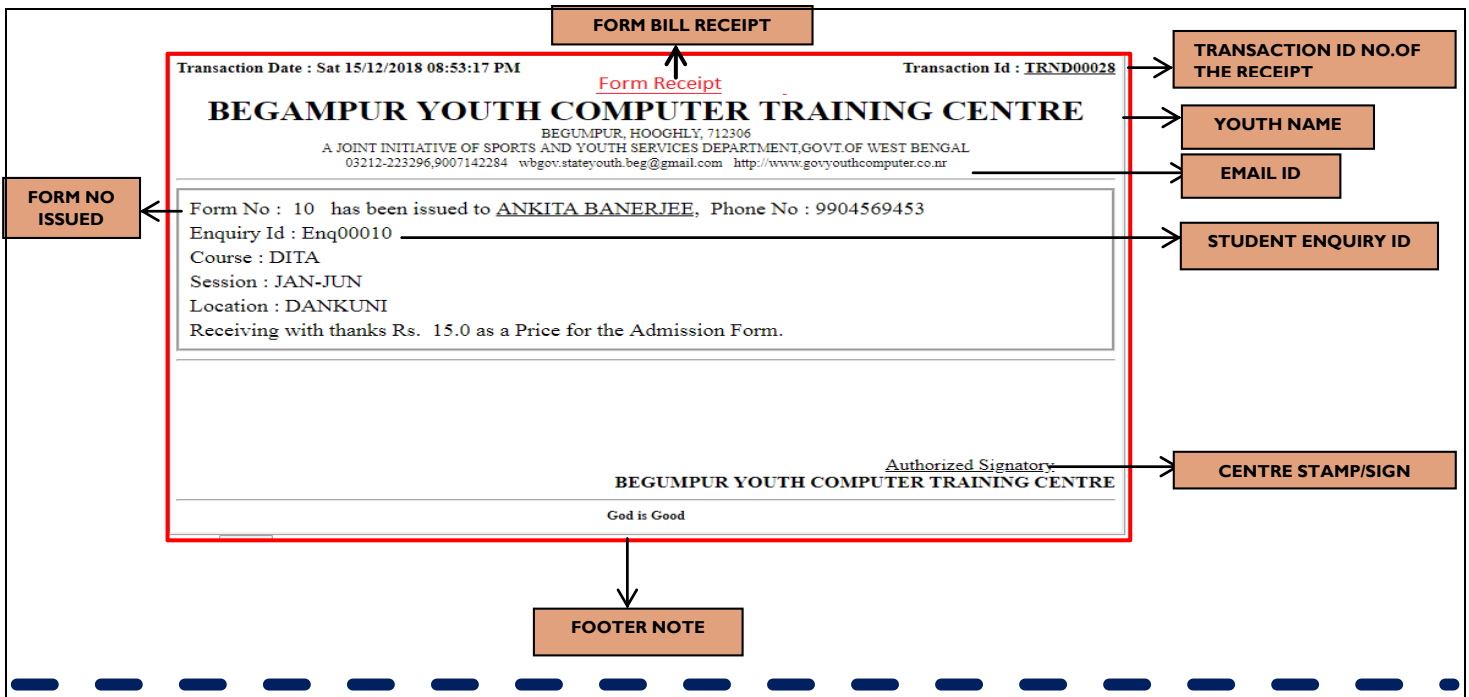 FORM BILL RECEIPT
TRANSACTION ID NO.OF
THE RECEIPT
Transaction Date : Sat 15/12/2018 08:53:17 PM
Transaction Id : TRND00028
Form Receipt
BEGAMPUR YOUTH COMPUTER TRAINING CENTRE
YOUTH NAME
BEGUMPUR, HOOGHLY, 712306
A JOINT INITIATIVE OF SPORTS AND YOUTH SERVICES DEPARTMENT,GOVT.OF WEST BENGAL
03212-223296,9007142284 wbgov.stateyouth.beg@gmail.com http://www.govyouthcomputer.co.nr
EMAIL ID
FORM NO
ISSUED
Form No : 10 has been issued to ANKITA BANERJEE, Phone No : 9904569453
Enquiry Id : Enq00010
STUDENT ENQUIRY ID
Course : DITA
Session : JAN-JUN
Location : DANKUNI
Receiving with thanks Rs. 15.0 as a Price for the Admission Form.
Authorized Signatory
CENTRE STAMP/SIGN
BEGUMPUR YOUTH COMPUTER TRAINING CENTRE
God is Good
FOOTER NOTE